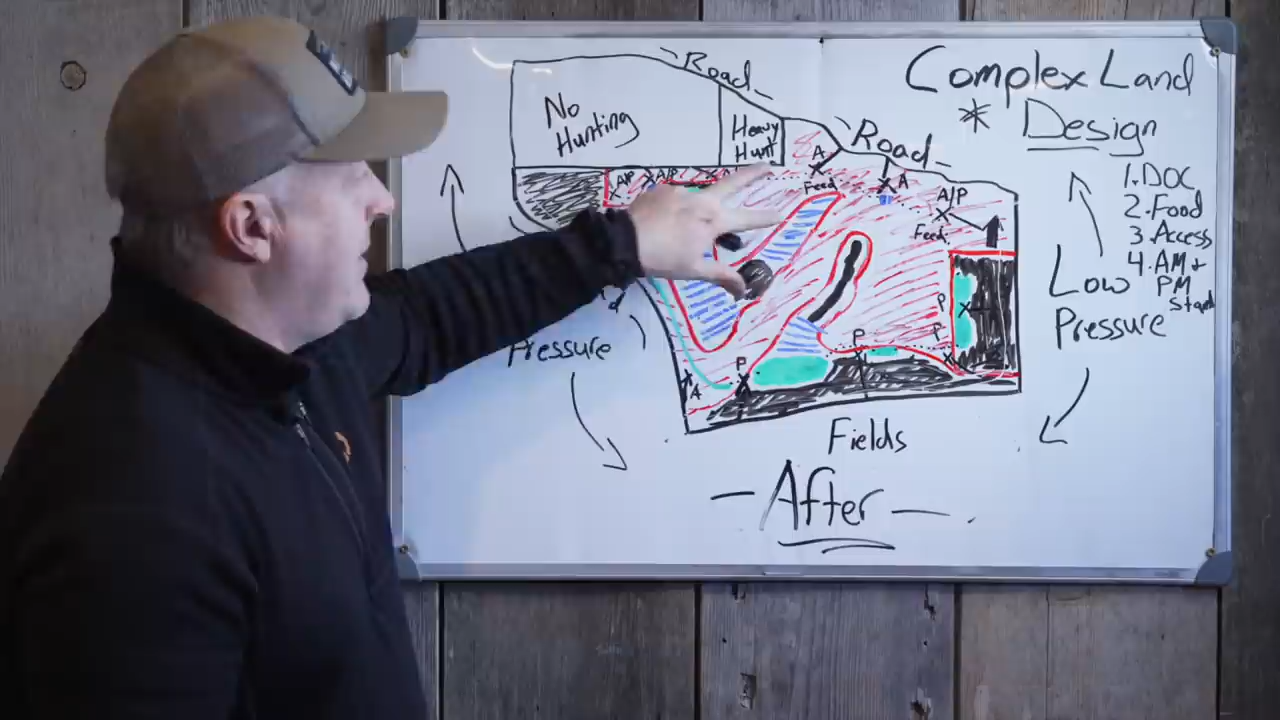 Complex Land
* Design
Road
Road
No
Hunting
Heavy
Hunt
1. DOC
2. Food
3. Access
4. AM +
PM
stand
A/P
A/P
A
Feed
A
A/P
Feed
Low
Pressure
P
P
P
P
A
Pressure
Fields
- After -